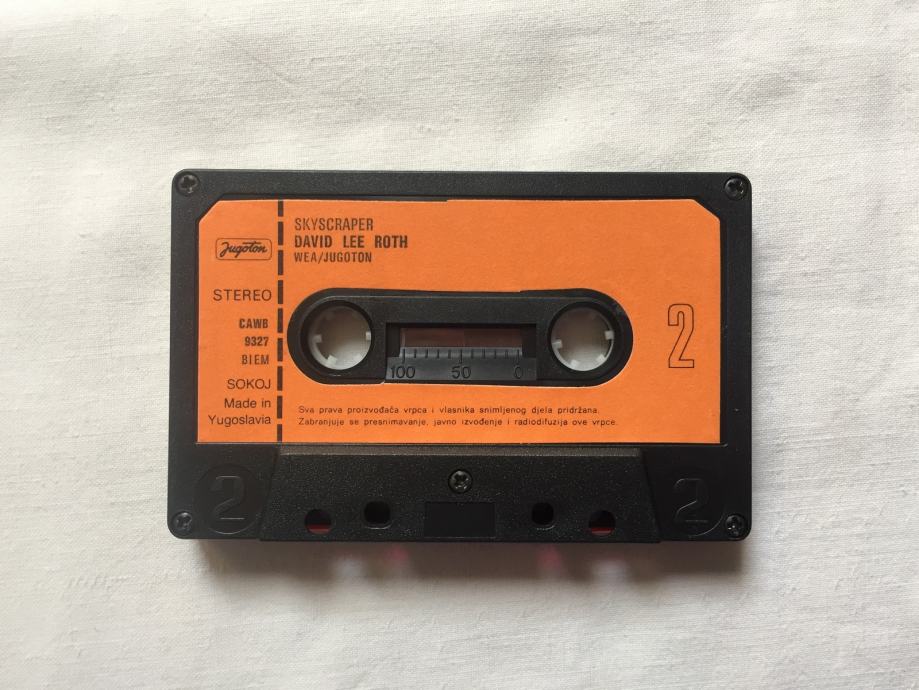 Jugoton
STEREO
CAWB
9327
BIEM
SOKOJ
Made in
Yugoslavia
SKYSCRAPER
DAVID LEE ROTH
WEA/JUGOTON
2
100 50 0
Sva prava proizvođača vrpca i vlasnika snimljenog djela pridržana.
Zabranjuje se presnimavanje, javno izvođenje i radiodifuzija ove vrpce.
2 2